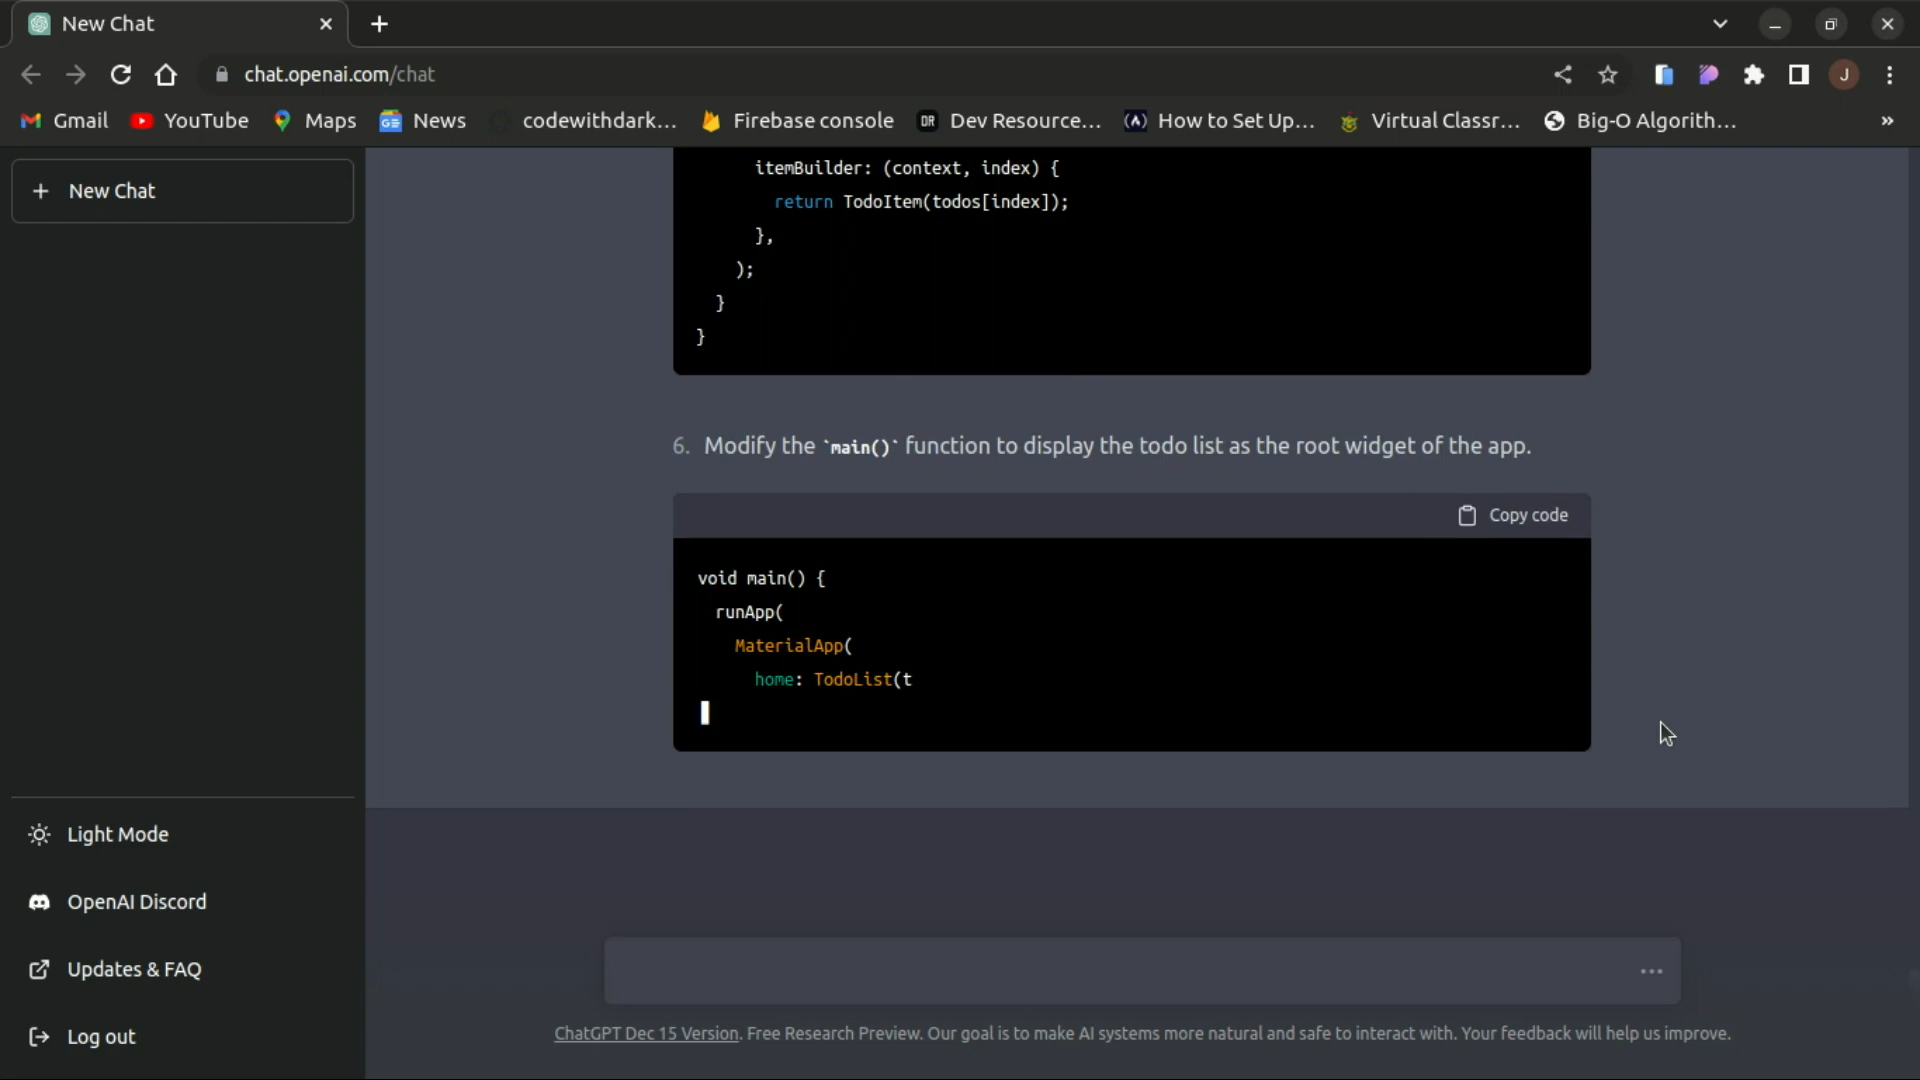 New Chat
chat.openai.com/chat
J
Gmail YouTube Maps News codewithdark... Firebase console DR Dev Resource... (A) How to Set Up,... Virtual Classr... Big-O Algorith... »
New Chat
itemBuilder: (context, index) {
return TodoItem(todos[index]);
},
);
}
}
6. Modify the `main()` function to display the todo list as the root widget of the app.
Copy code
void main() {
runApp(
MaterialApp(
home: TodoList(t
Light Mode
OpenAI Discord
Updates & FAQ
Log out
ChatGPT Dec 15 Version. Free Research Preview. Our goal is to make AI systems more natural and safe to interact with. Your feedback will help us improve.